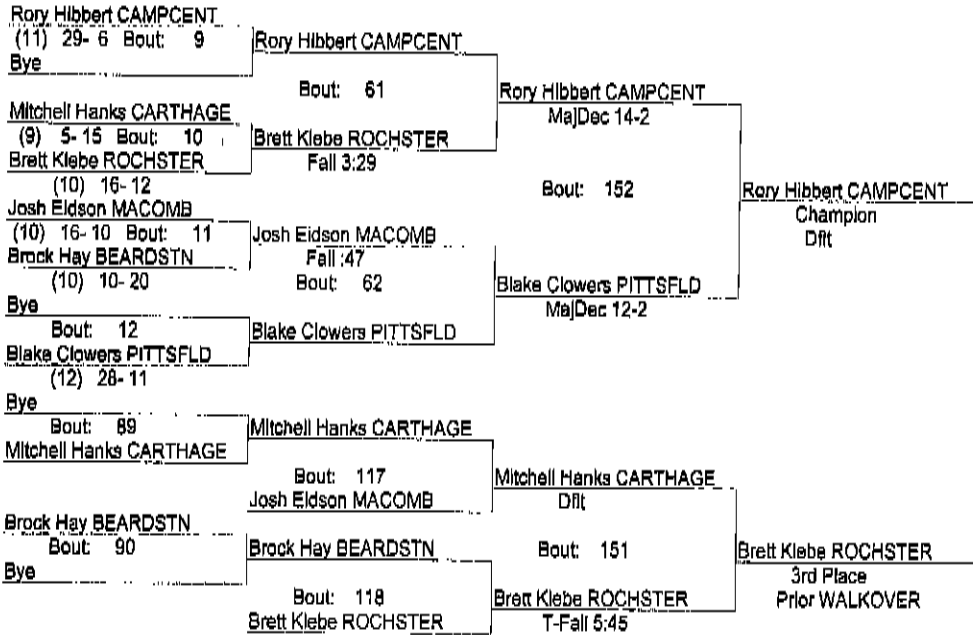 Rory Hibbert CAMPCENT
(11) 29- 6 Bout: 9
Bye
Rory Hibbert CAMPCENT
Bout: 61
Mitchell Hanks CARTHAGE
(9) 5- 15 Bout: 10
Brett Klebe ROCHSTER
(10) 16- 12
Brett Klebe ROCHSTER
Fall 3:29
Rory Hibbert CAMPCENT
MajDec 14-2
Josh Eidson MACOMB
(10) 16- 10 Bout: 11
Brock Hay BEARDSTN
(10) 10- 20
Josh Eidson MACOMB
Fall :47
Bout: 62
Bye
Bout: 12
Blake Clowers PITTSFLD
(12) 28- 11
Blake Clowers PITTSFLD
Blake Clowers PITTSFLD
MajDec 12-2
Bout: 152
Rory Hibbert CAMPCENT
Champion
Dflt
Bye
Bout: 89
Mitchell Hanks CARTHAGE
Mitchell Hanks CARTHAGE
Bout: 117
Josh Eidson MACOMB
Mitchell Hanks CARTHAGE
Dflt
Brock Hay BEARDSTN
Bout: 90
Bye
Brock Hay BEARDSTN
Bout: 118
Brett Klebe ROCHSTER
Brett Klebe ROCHSTER
T-Fall 5:45
Bout: 151
Brett Klebe ROCHSTER
3rd Place
Prior WALKOVER